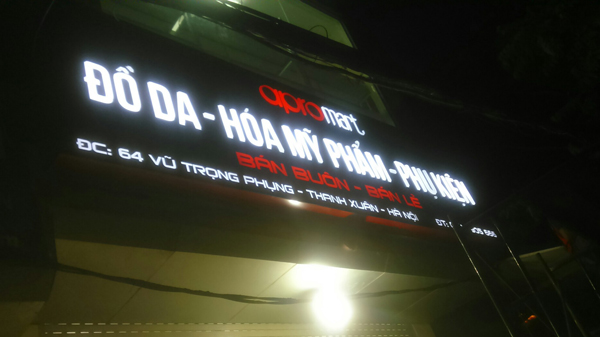 apromart
ĐỒ DA - HÓA MỸ PHẨM - PHỤ KIỆN
BÁN BUÔN - BÁN LẺ
ĐC: 64 VŨ TRỌNG PHỤNG - THANH XUÂN - HÀ NỘI
ĐT: